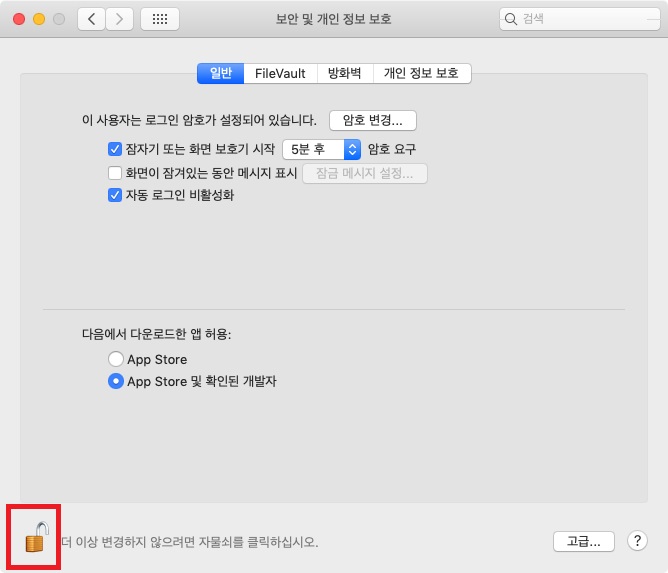 보안 및 개인 정보 보호
검색
일반 FileVault 방화벽 개인 정보 보호
이 사용자는 로그인 암호가 설정되어 있습니다. 암호 변경...
잠자기 또는 화면 보호기 시작 5분 후 암호 요구
화면이 잠겨있는 동안 메시지 표시 잠금 메시지 설정...
자동 로그인 비활성화
다음에서 다운로드한 앱 허용:
App Store
App Store 및 확인된 개발자
더 이상 변경하지 않으려면 자물쇠를 클릭하십시오. 고급... ?